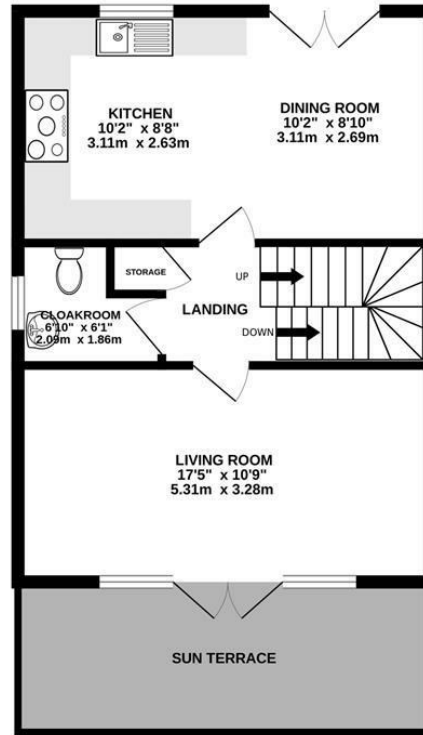 KITCHEN
10'2" x 8'8"
3.11m x 2.63m
DINING ROOM
10'2" x 8'10"
3.11m x 2.69m
STORAGE
UP
LANDING
CLOAKROOM
6'10" x 6'1"
2.09m x 1.86m
DOWN
LIVING ROOM
17'5" x 10'9"
5.31m x 3.28m
SUN TERRACE